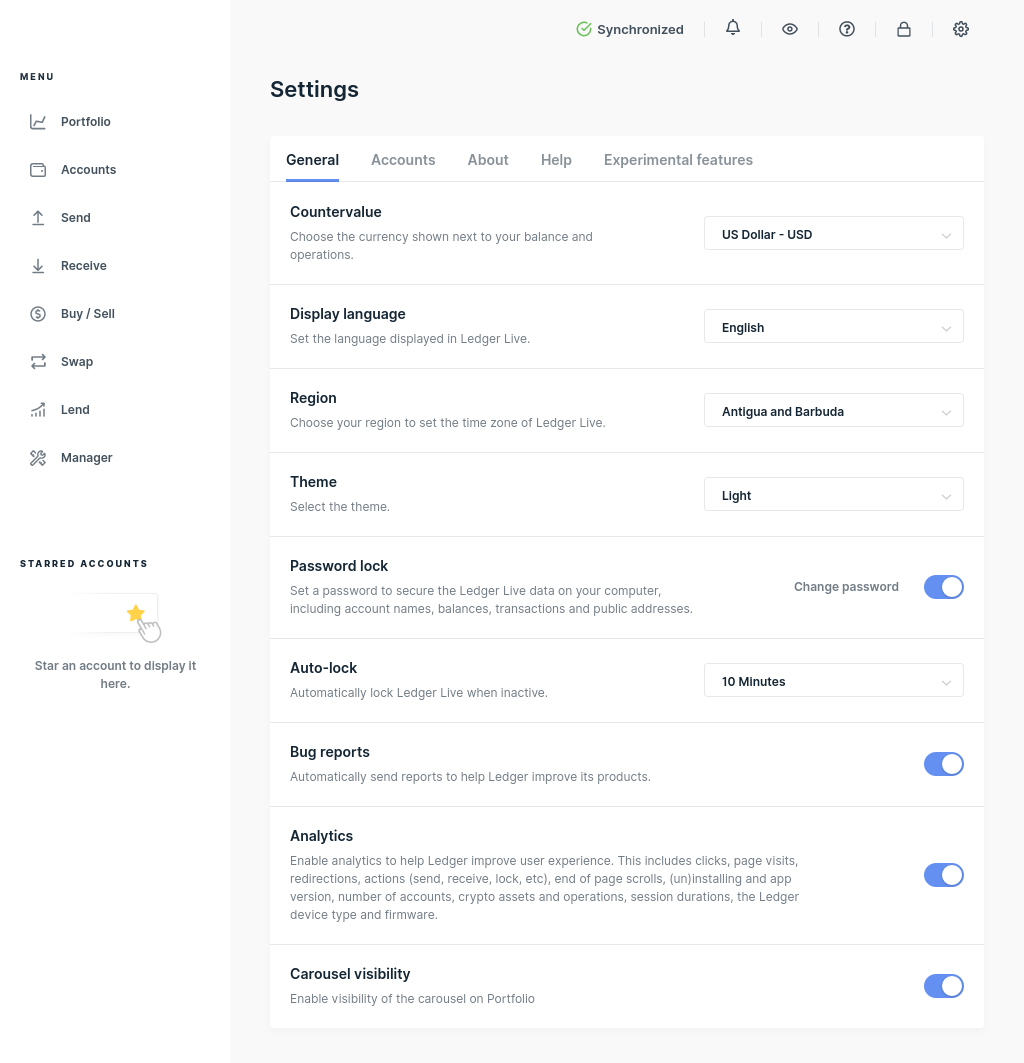 Synchronized
MENU
Portfolio
Accounts
Send
Receive
Buy / Sell
Swap
Lend
Manager
STARRED ACCOUNTS
Star an account to display it
here.
Settings
General
Accounts
About
Help
Experimental features
Countervalue
Choose the currency shown next to your balance and
operations.
US Dollar - USD
Display language
Set the language displayed in Ledger Live.
English
Region
Choose your region to set the time zone of Ledger Live.
Antigua and Barbuda
Theme
Select the theme.
Light
Password lock
Set a password to secure the Ledger Live data on your computer,
including account names, balances, transactions and public addresses.
Change password
Auto-lock
Automatically lock Ledger Live when inactive.
10 Minutes
Bug reports
Automatically send reports to help Ledger improve its products.
Analytics
Enable analytics to help Ledger improve user experience. This includes clicks, page visits,
redirections, actions (send, receive, lock, etc), end of page scrolls, (un)installing and app
version, number of accounts, crypto assets and operations, session durations, the Ledger
device type and firmware.
Carousel visibility
Enable visibility of the carousel on Portfolio